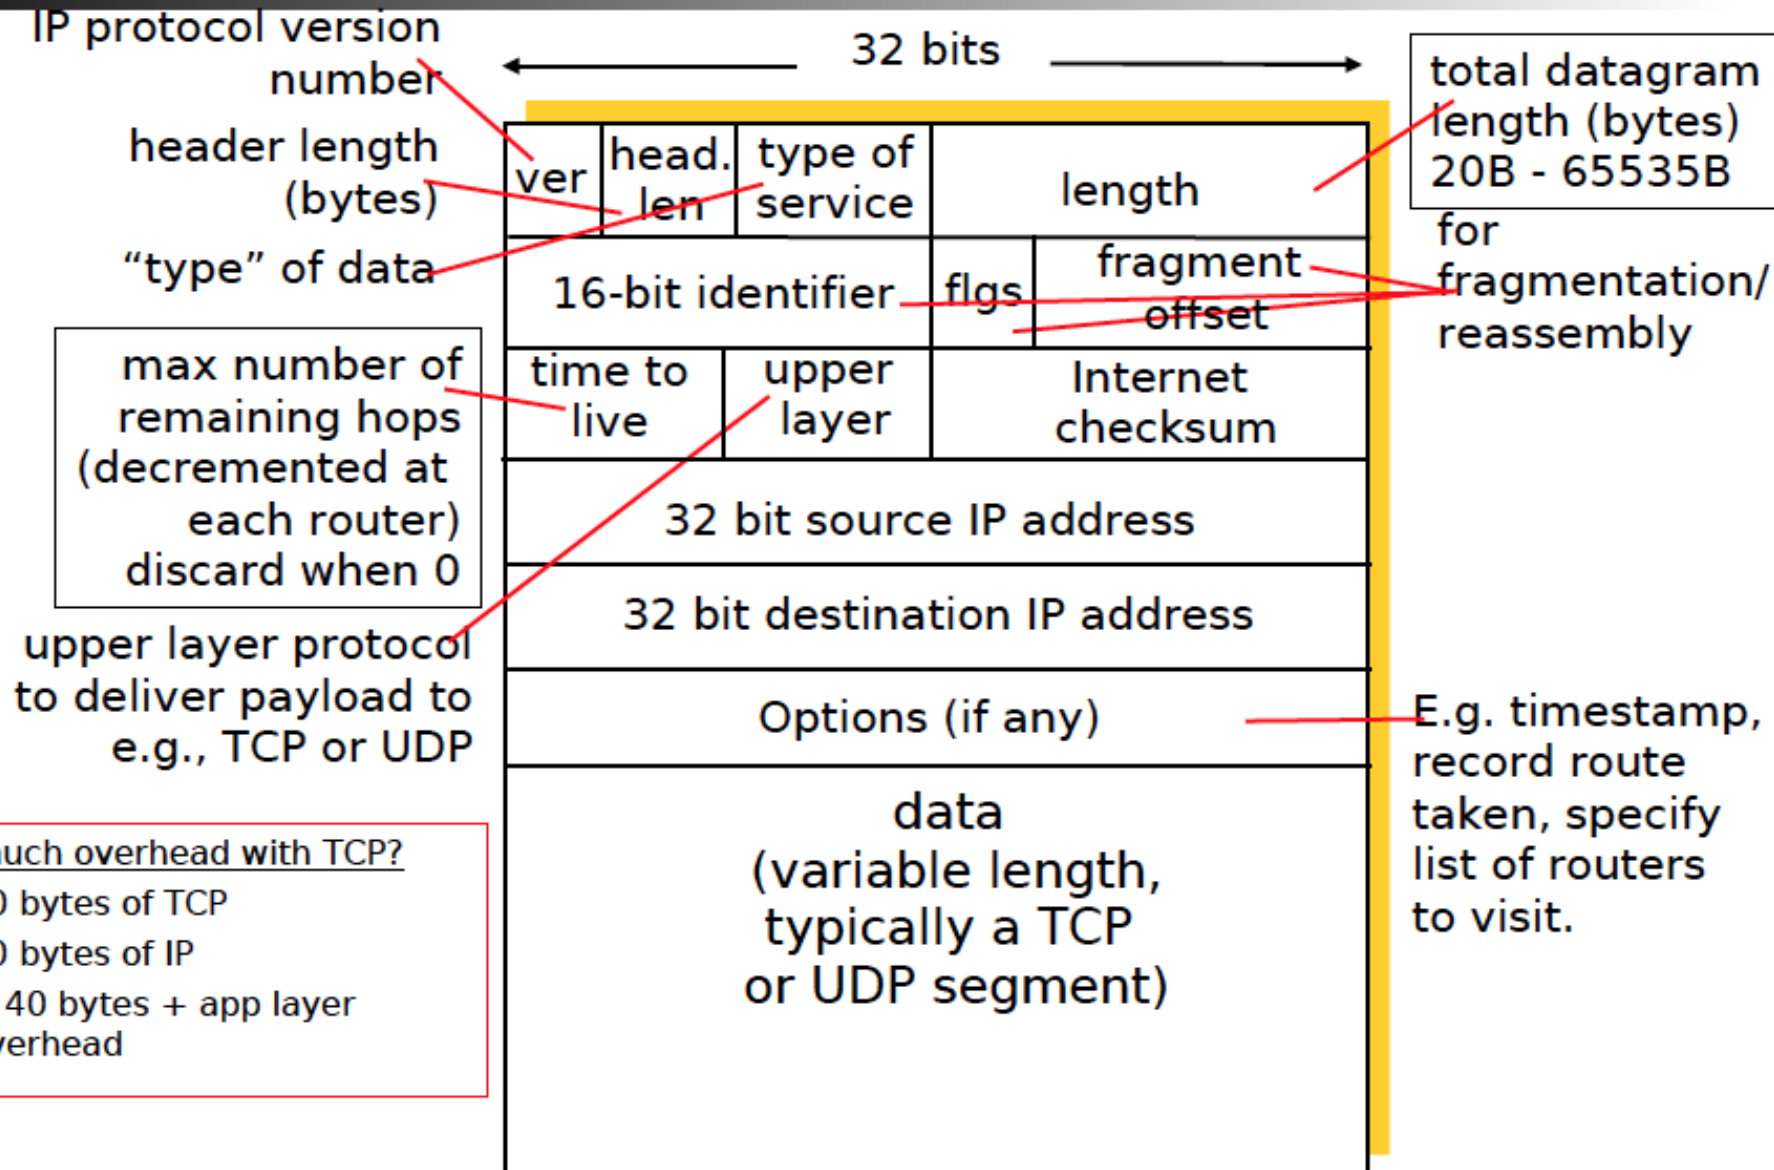 IP protocol version
number
header length
(bytes)
“type” of data
max number of
remaining hops
(decremented at
each router)
discard when 0
upper layer protocol
to deliver payload to
e.g., TCP or UDP
overhead with TCP?
bytes of TCP
bytes of IP
40 bytes + app layer
32 bits
ver
head.
len
type of
service
length
16-bit identifier
flgs
fragment
offset
time to
live
upper
layer
Internet
checksum
32 bit source IP address
32 bit destination IP address
Options (if any)
data
(variable length,
typically a TCP
or UDP segment)
total datagram
length (bytes)
20B - 65535B
for
fragmentation/
reassembly
E.g. timestamp,
record route
taken, specify
list of routers
to visit.